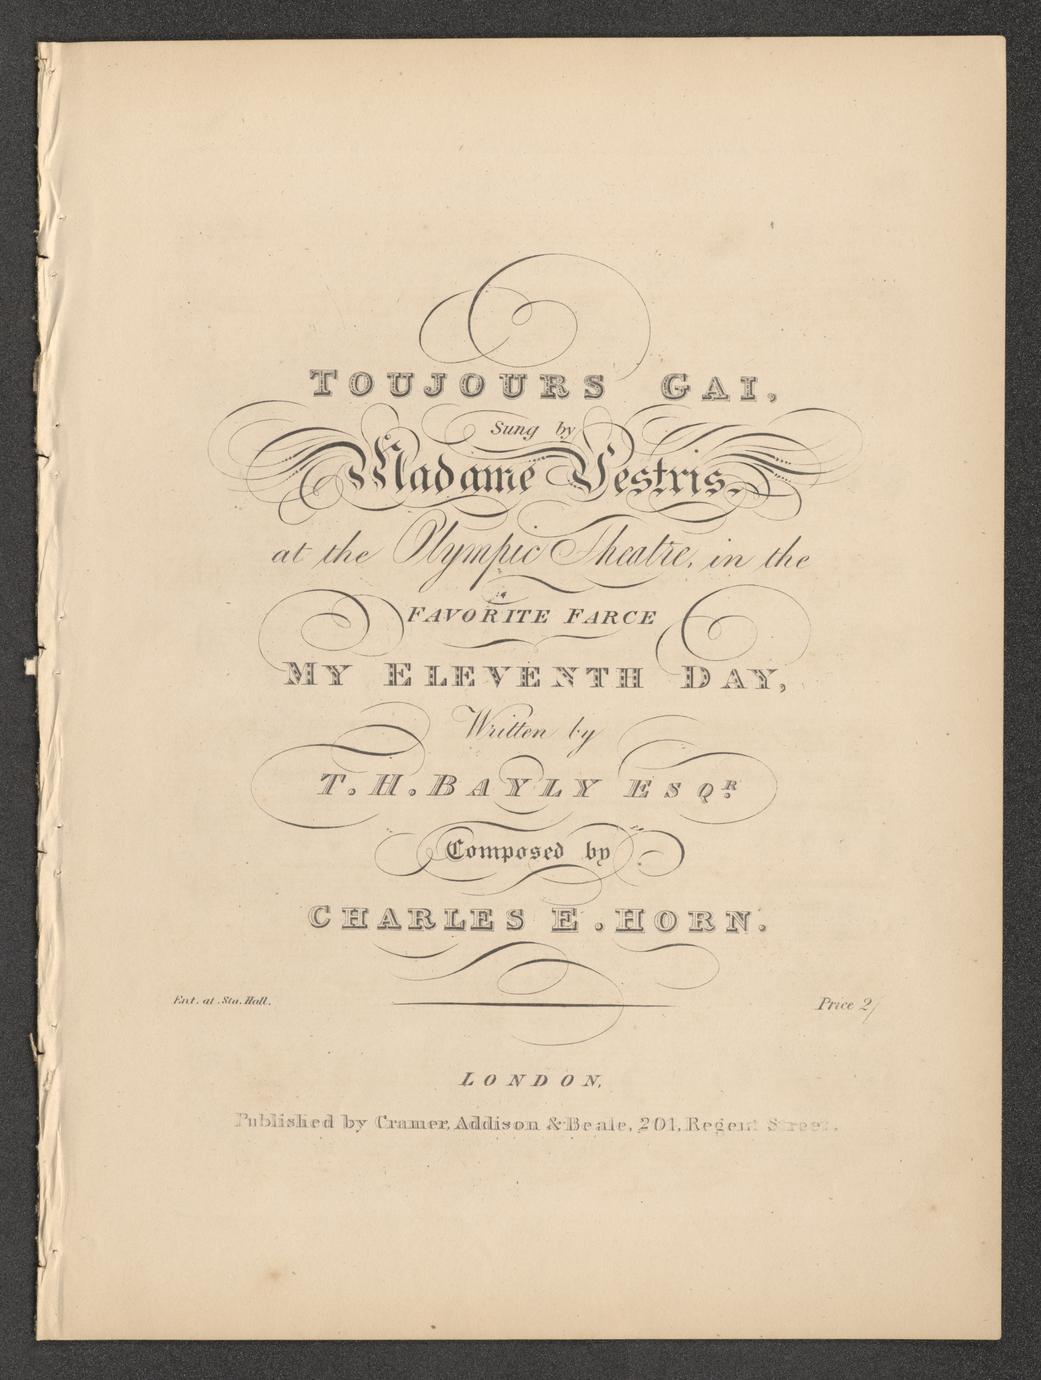 TOUJOURS GAI,
Sung by
Madame Vestris.
at the Olympic Theatre, in the
FAVORITE FARCE
MY ELEVENTH DAY,
Written by
T. H. BAYLY ESQR.
Composed by
CHARLES E. HORN.
Ent. at. Sta. Hall.
Price 2/
LONDON,
Published by Cramer, Addison & Beale, 201, Regent Street.